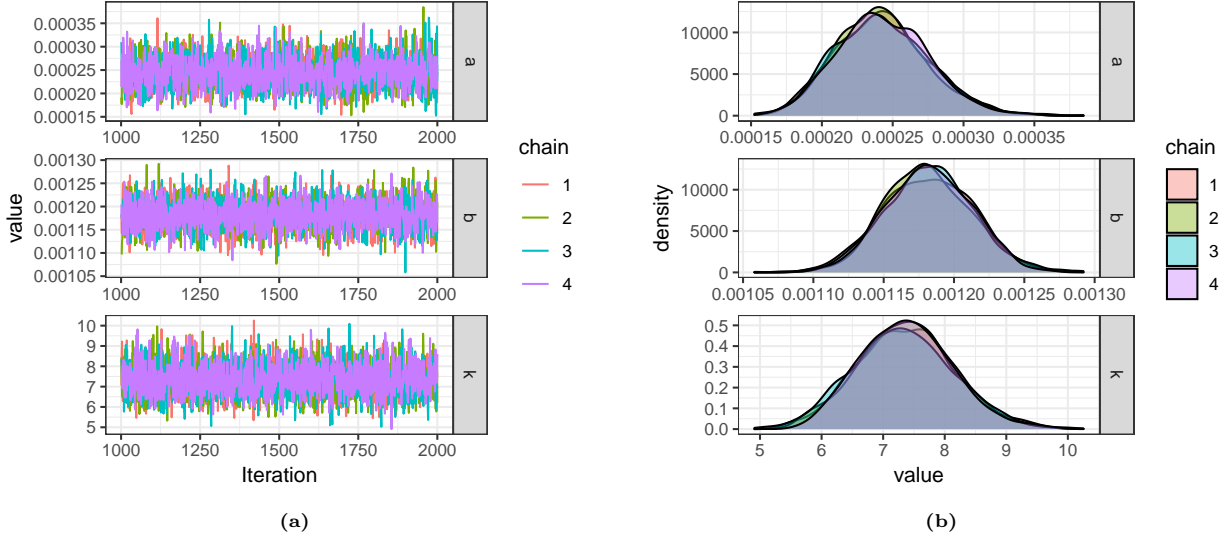 0.00035
0.00030
0.00025
0.00020
0.00015
a
1000 1250 1500 1750 2000
0.00130
0.00125
0.00120
0.00115
0.00110
0.00105
b
1000 1250 1500 1750 2000
10
9
8
7
6
5
k
1000 1250 1500 1750 2000
value
Iteration
chain
1
2
3
4
(a)
10000
5000
0
a
0.00015 0.00020 0.00025 0.00030 0.00035
10000
5000
0
b
0.00105 0.00110 0.00115 0.00120 0.00125 0.00130
0.5
0.4
0.3
0.2
0.1
0.0
k
5 6 7 8 9 10
density
value
chain
1
2
3
4
(b)